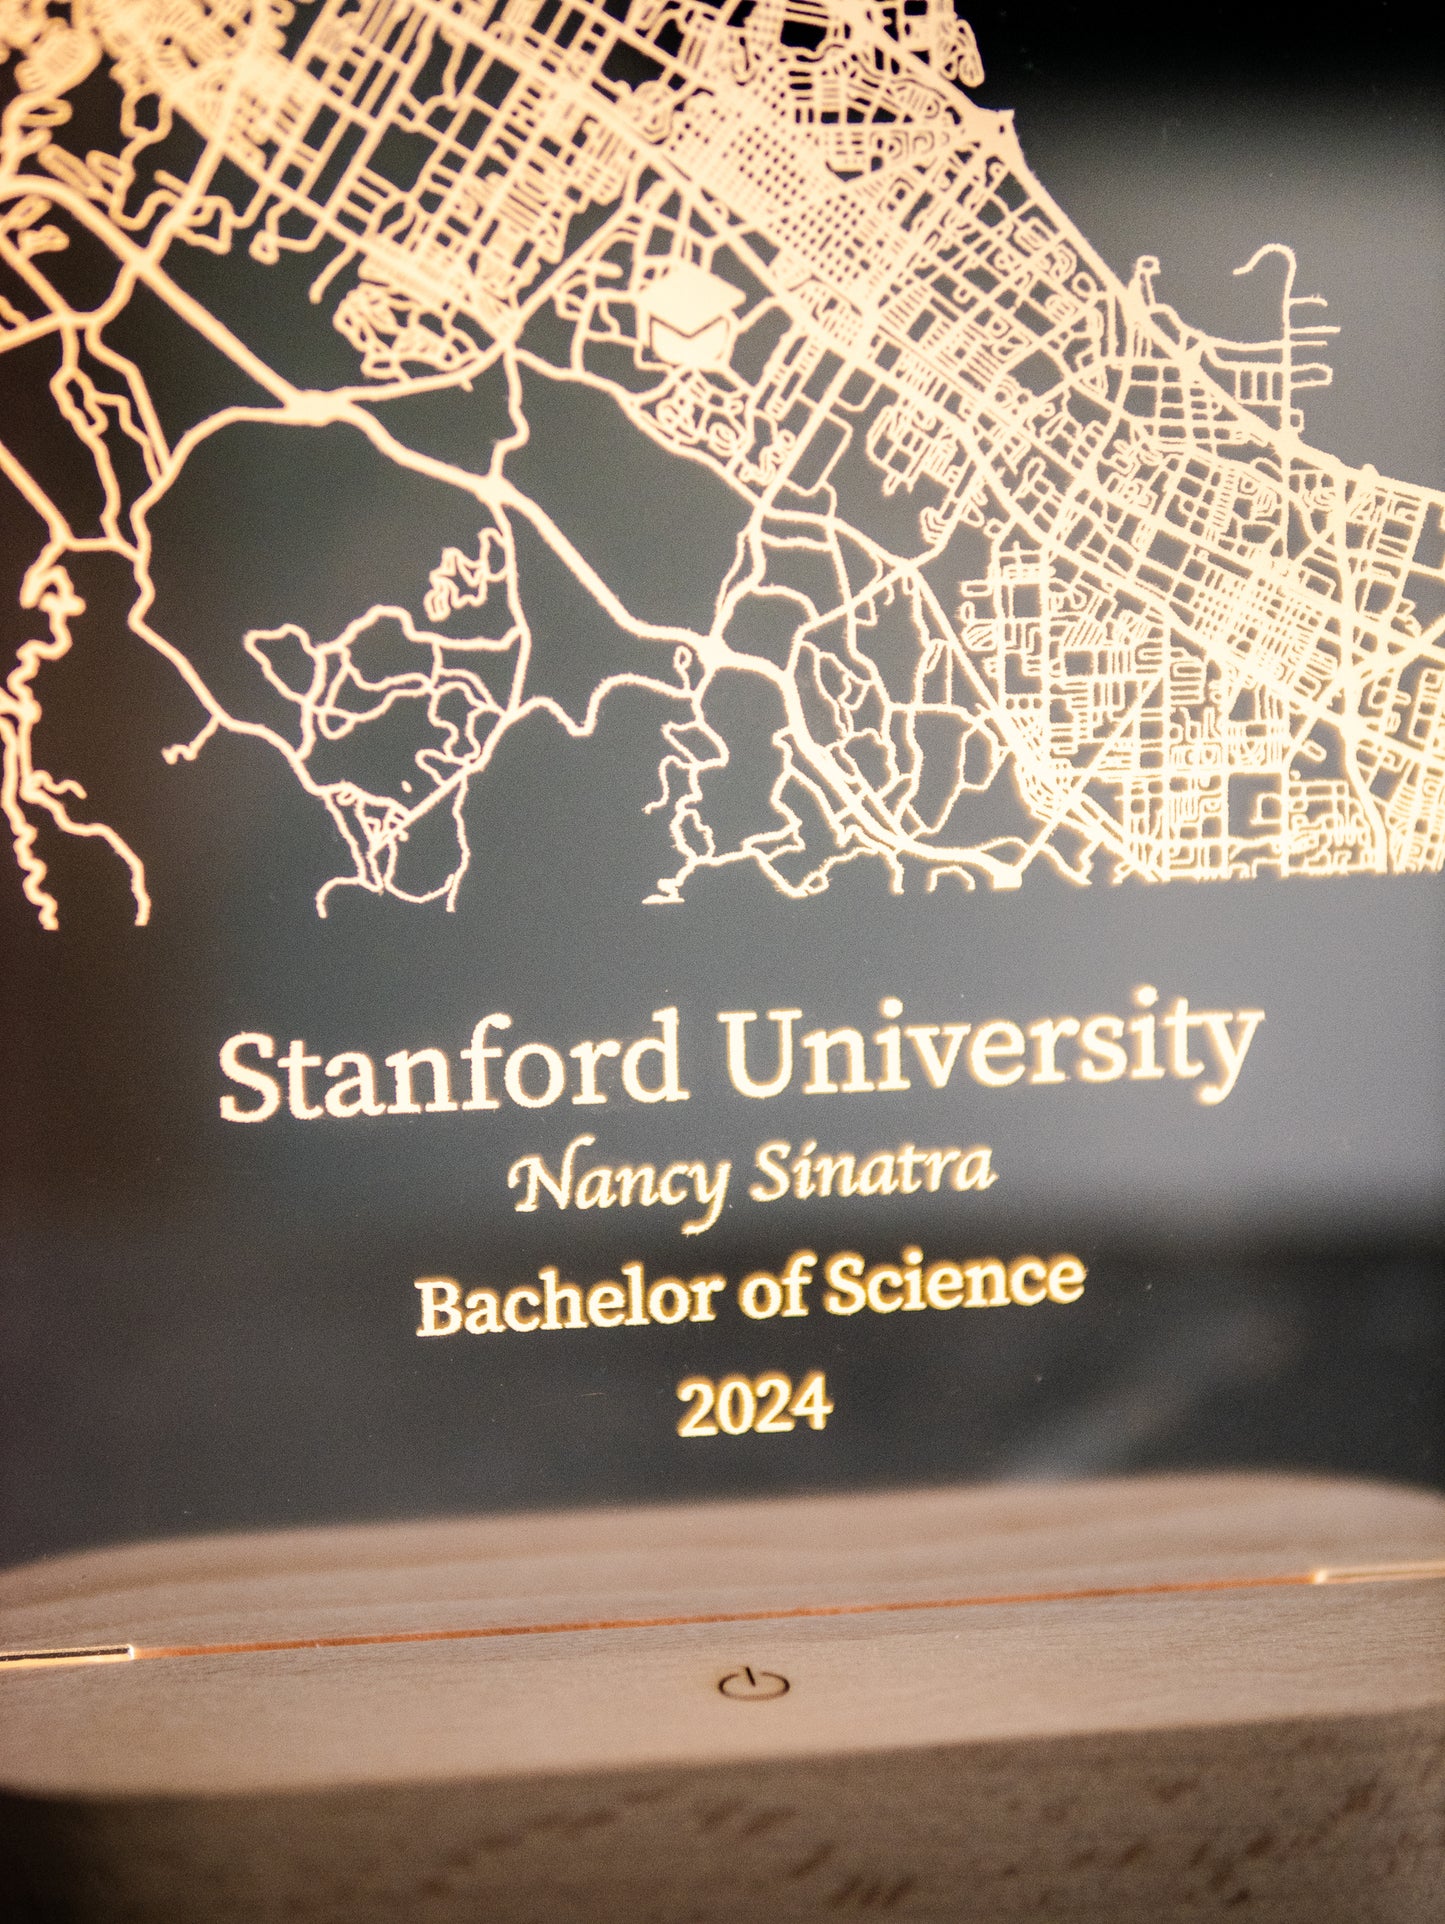 Stanford University
Nancy Sinatra
Bachelor of Science
2024